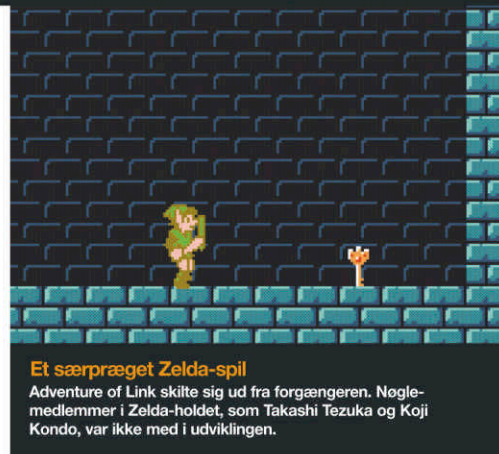 Et særpræget Zelda-spil
Adventure of Link skilte sig ud fra forgængeren. Nøgle-
medlemmer i Zelda-holdet, som Takashi Tezuka og Koji
Kondo, var ikke med i udviklingen.